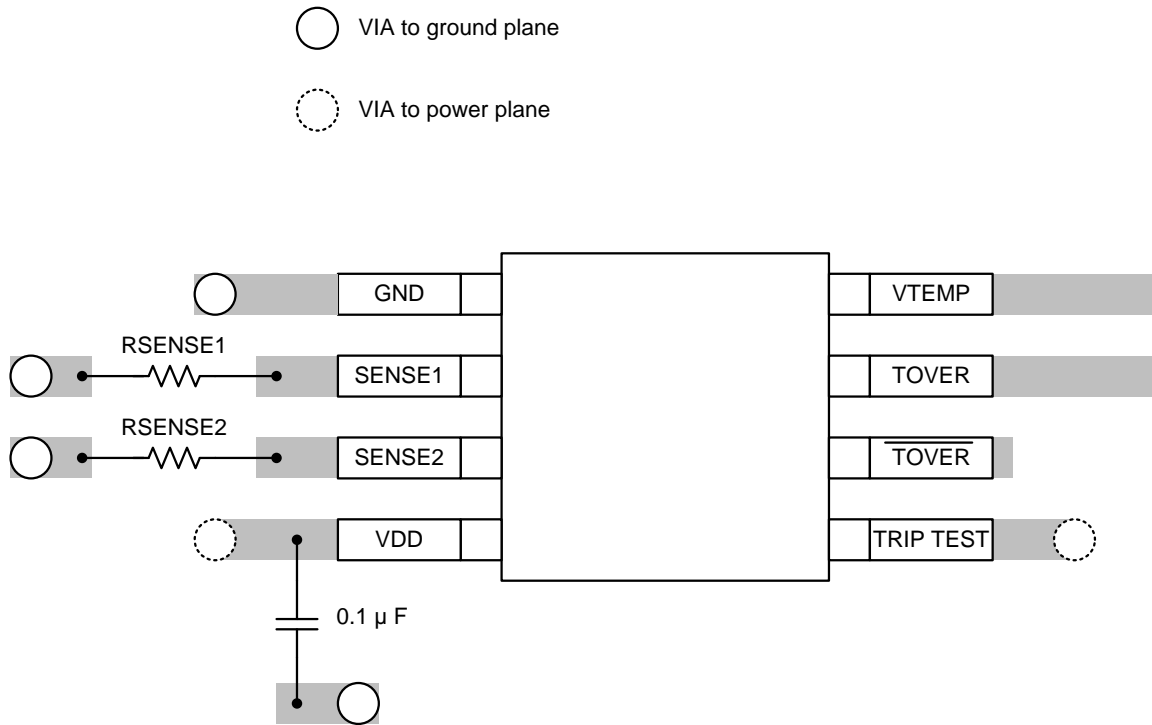 VIA to ground plane
VIA to power plane
GND
VTEMP
RSENSE1
SENSE1
TOVER
RSENSE2
SENSE2
T̅O̅V̅E̅R̅
VDD
TRIP TEST
0.1 µ F